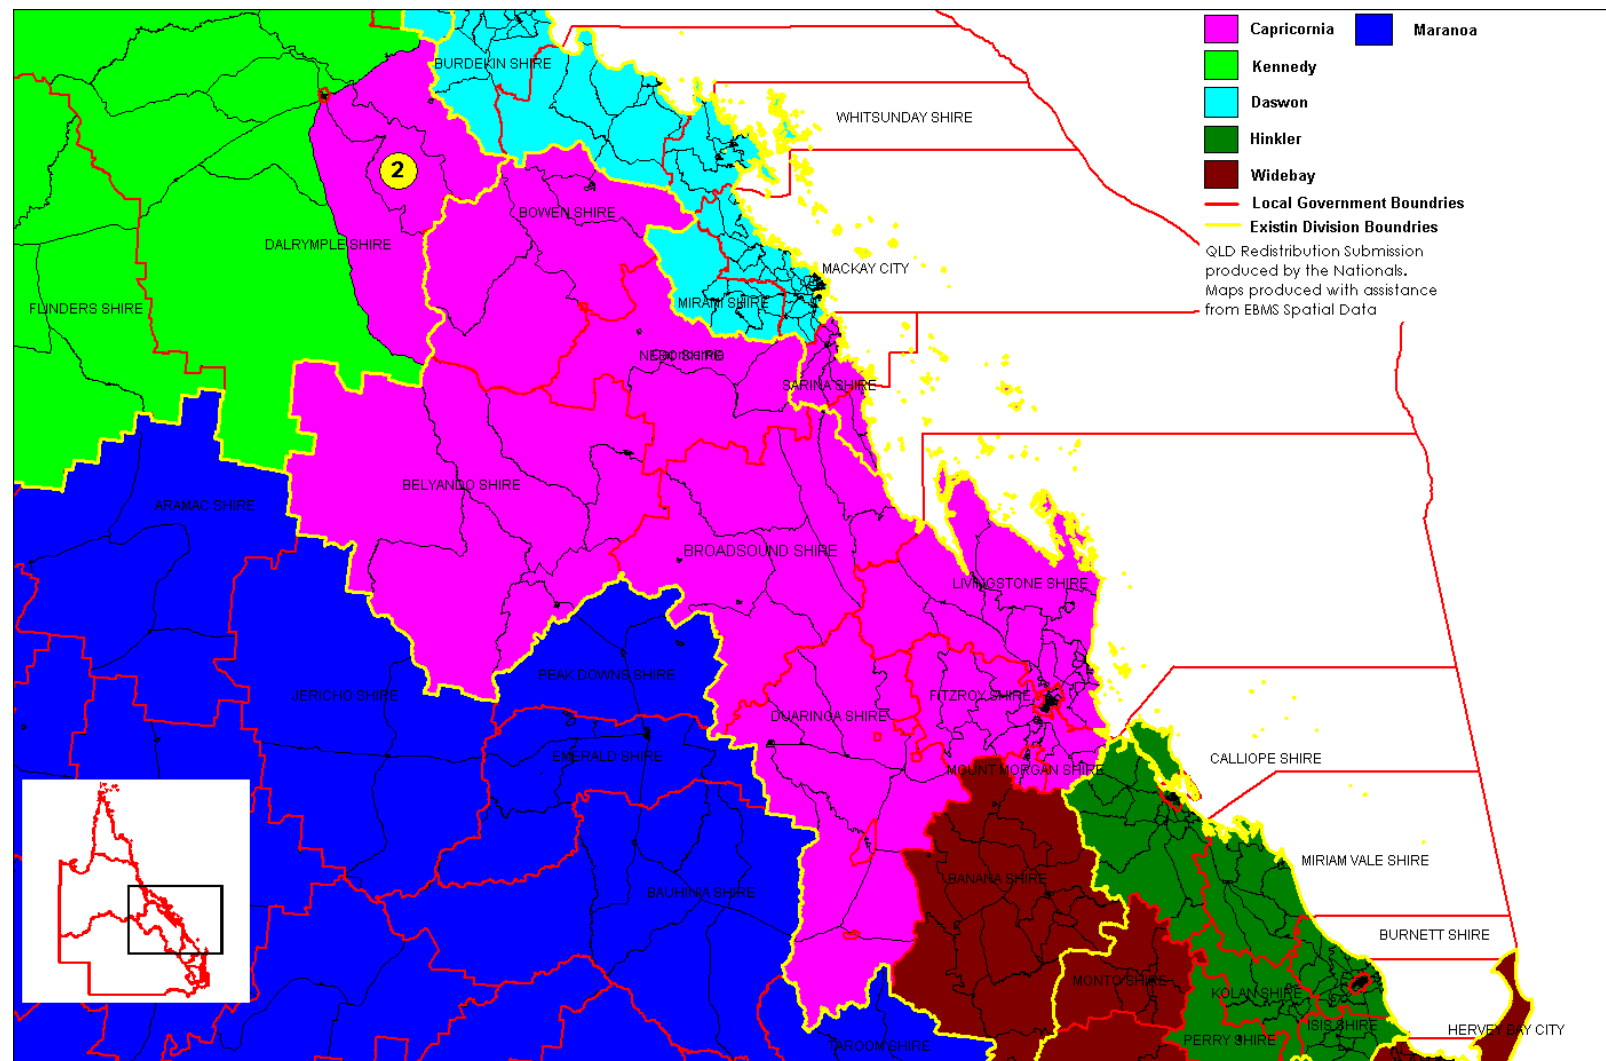 Capricornia
Maranoa
Kennedy
Daswon
Hinkler
Widebay
Local Government Boundries
Existin Division Boundries
QLD Redistribution Submission
produced by the Nationals.
Maps produced with assistance
from EBMS Spatial Data
BURDEKIN SHIRE
WHITSUNDAY SHIRE
2
BOWEN SHIRE
DALRYMPLE SHIRE
MACKAY CITY
FLINDERS SHIRE
MIRANI SHIRE
SARINA SHIRE
BELYANDO SHIRE
ARAMAC SHIRE
BROADSOUND SHIRE
LIVINGSTONE SHIRE
PEAK DOWNS SHIRE
JERICHO SHIRE
FITZROY SHIRE
DUARINGA SHIRE
EMERALD SHIRE
CALLIOPE SHIRE
MOUNT MORGAN SHIRE
MIRIAM VALE SHIRE
BANANA SHIRE
BAUHINIA SHIRE
BURNETT SHIRE
MONTO SHIRE
KOLAN SHIRE
ISIS SHIRE
HERVEY BAY CITY
PERRY SHIRE
TAROOM SHIRE